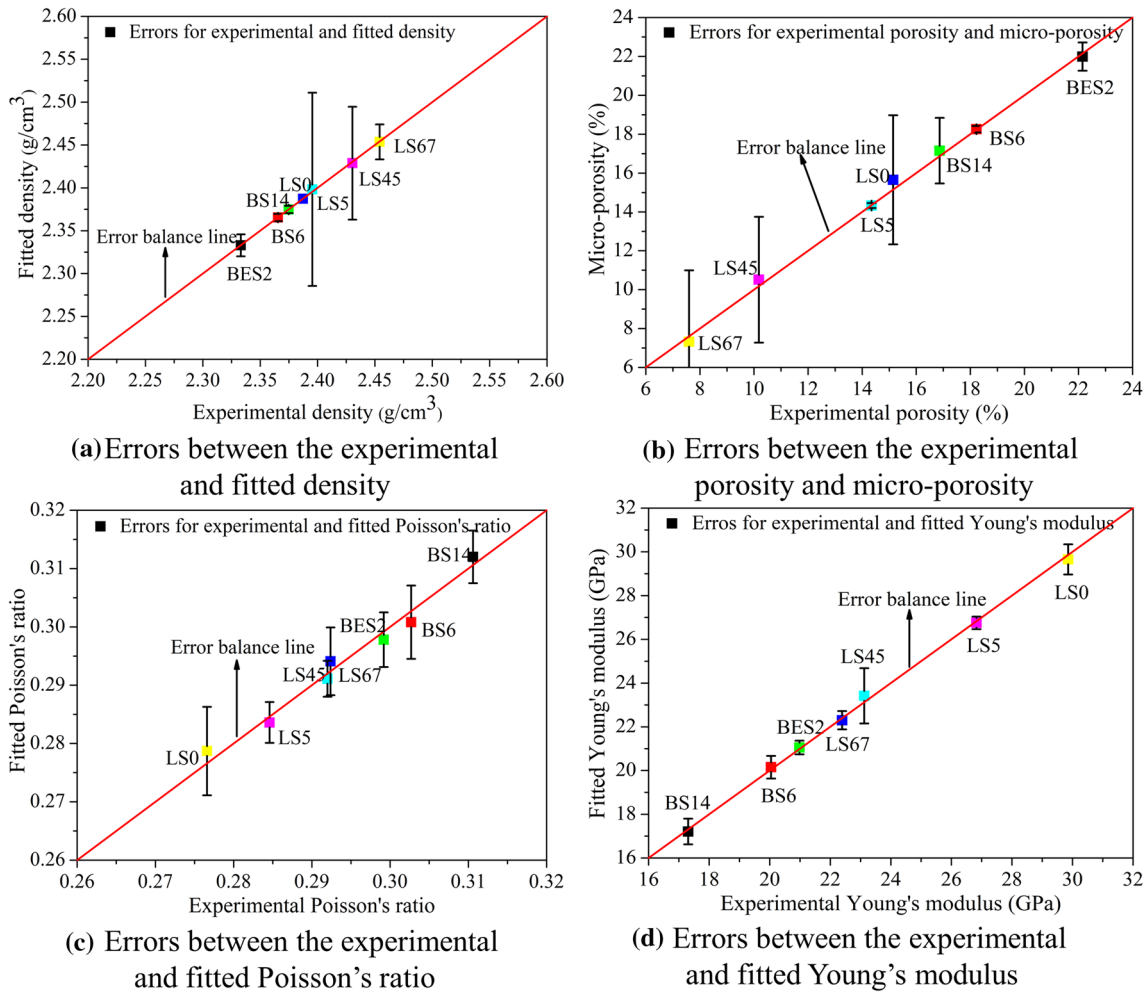 Errors for experimental and fitted density
Fitted density (g/cm3)
2.60
2.55
2.50
2.45
2.40
2.35
2.30
2.25
2.20
LS67
LS45
LS0
LS5
BS14
BS6
BES2
Error balance line
2.20 2.25 2.30 2.35 2.40 2.45 2.50 2.55 2.60
Experimental density (g/cm3)
(a) Errors between the experimental
and fitted density
Errors for experimental porosity and micro-porosity
Micro-porosity (%)
24
22
20
18
16
14
12
10
8
6
BES2
BS6
BS14
Error balance line
LS0
LS5
LS45
LS67
6 8 10 12 14 16 18 20 22 24
Experimental porosity (%)
(b) Errors between the experimental
porosity and micro-porosity
Errors for experimental and fitted Poisson's ratio
Fitted Poisson's ratio
0.32
0.31
0.30
0.29
0.28
0.27
0.26
BS14
BES2
BS6
Error balance line
LS45
LS67
LS5
LS0
0.26 0.27 0.28 0.29 0.30 0.31 0.32
Experimental Poisson's ratio
(c) Errors between the experimental
and fitted Poisson’s ratio
Erros for experimental and fitted Young's modulus
Fitted Young's modulus (GPa)
32
30
28
26
24
22
20
18
16
LS0
Error balance line
LS5
LS45
BES2
LS67
BS6
BS14
16 18 20 22 24 26 28 30 32
Experimental Young's modulus (GPa)
(d) Errors between the experimental
and fitted Young’s modulus